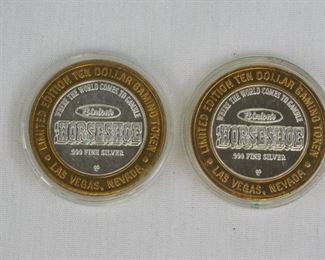 LIMITED EDITION TEN DOLLAR GAMING TOKEN
WHERE THE WORLD COMES TO GAMBLE
Binion's
HORSESHOE
.999 FINE SILVER
LAS VEGAS, NEVADA
LIMITED EDITION TEN DOLLAR GAMING TOKEN
WHERE THE WORLD COMES TO GAMBLE
Binion's
HORSESHOE
.999 FINE SILVER
LAS VEGAS, NEVADA